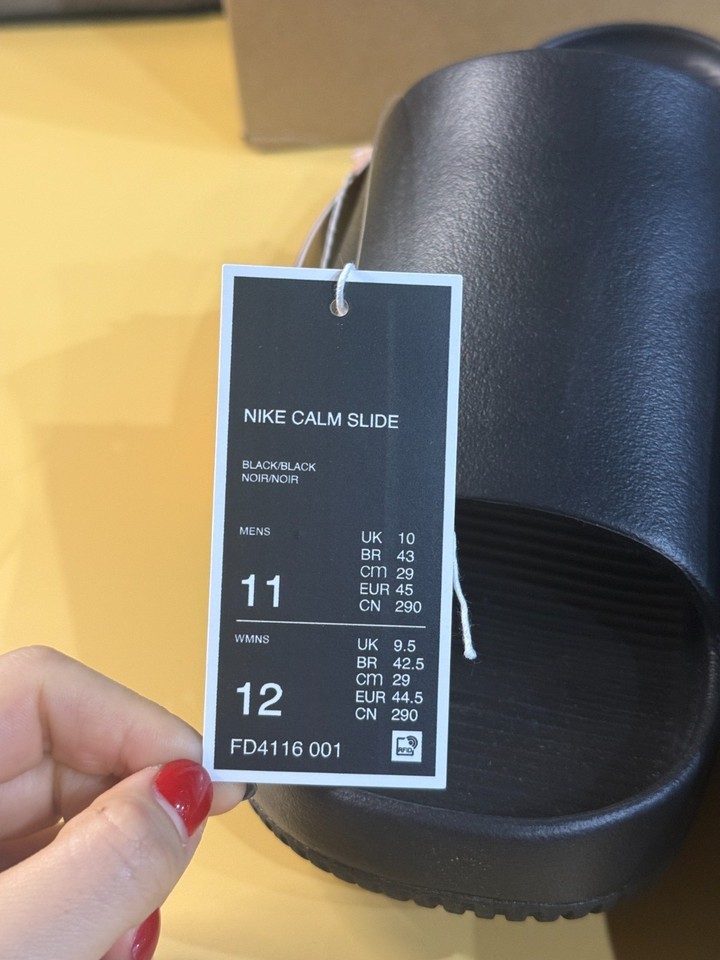 NIKE CALM SLIDE
BLACK/BLACK
NOIR/NOIR
MENS
11
UK 10
BR 43
cm 29
EUR 45
CN 290
WMNS
12
UK 9.5
BR 42.5
cm 29
EUR 44.5
CN 290
FD4116 001
RFID